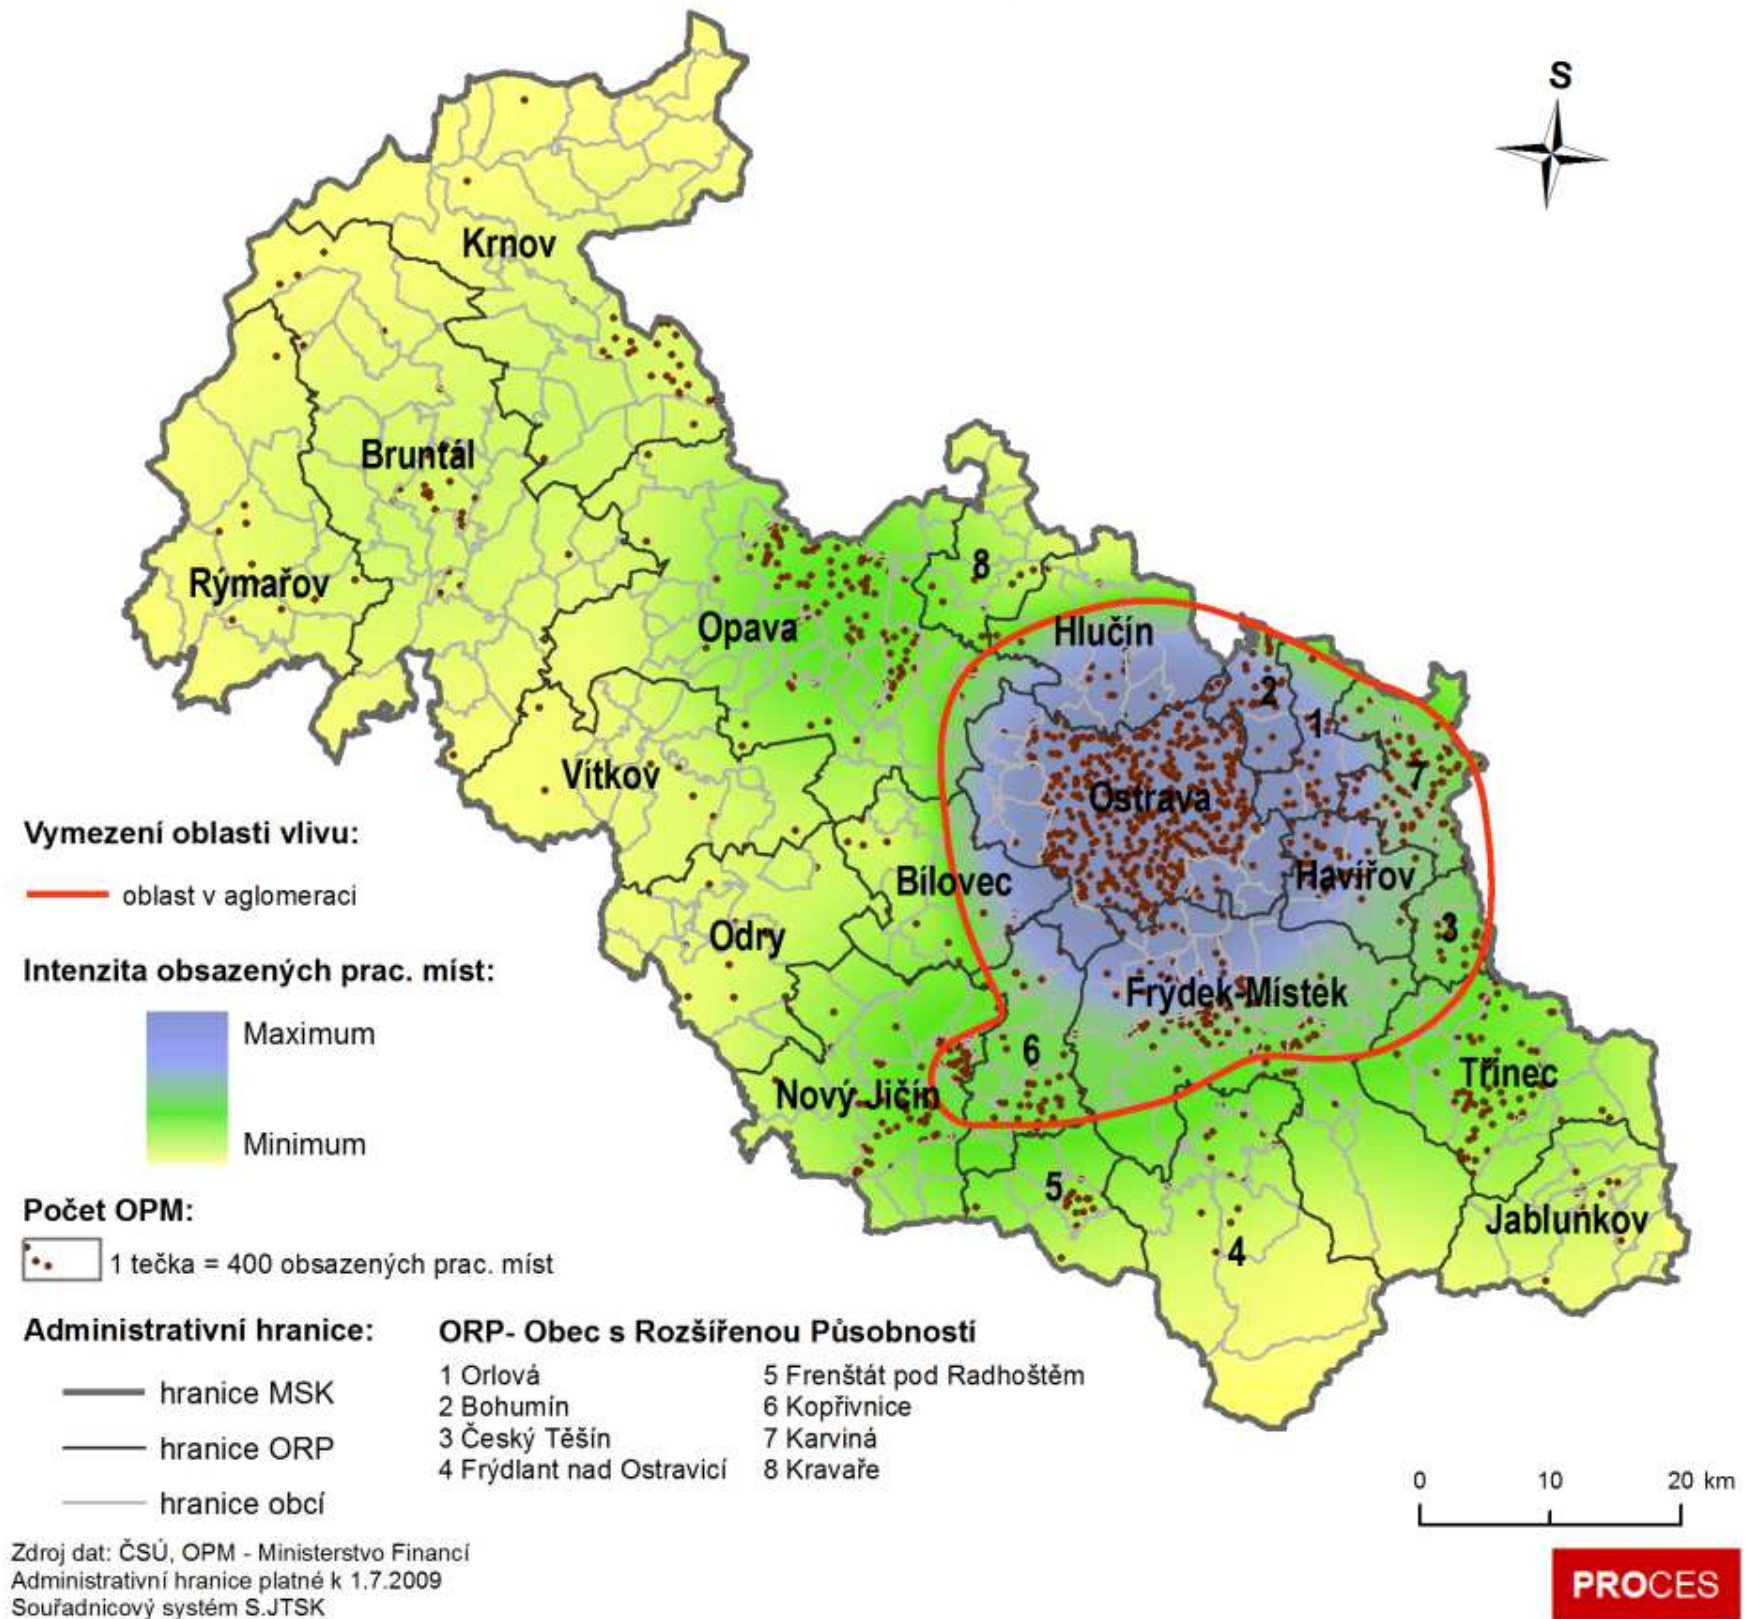 S
Krnov
Bruntál
Rýmařov
8
Opava
Hlučín
2
1
Vítkov
7
Ostrava
Bílovec
Havířov
Odry
3
Frýdek-Místek
6
Nový Jičín
Třinec
5
Jablunkov
4
Vymezení oblasti vlivu:
oblast v aglomeraci
Intenzita obsazených prac. míst:
Maximum
Minimum
Počet OPM:
1 tečka = 400 obsazených prac. míst
Administrativní hranice:
hranice MSK
hranice ORP
hranice obcí
ORP- Obec s Rozšířenou Působností
1 Orlová
2 Bohumín
3 Český Těšín
4 Frýdlant nad Ostravicí
5 Frenštát pod Radhoštěm
6 Kopřivnice
7 Karviná
8 Kravaře
0 10 20 km
Zdroj dat: ČSÚ, OPM - Ministerstvo Financí
Administrativní hranice platné k 1.7.2009
Souřadnicový systém S.JTSK
PROCES